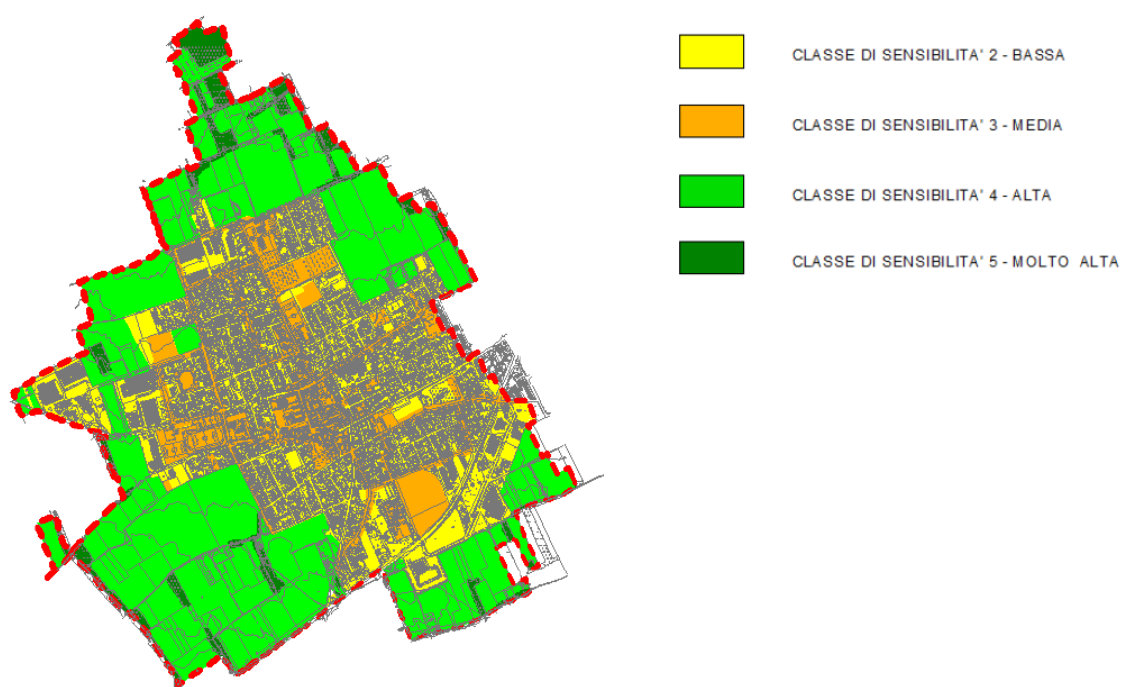 CLASSE DI SENSIBILITA' 2 - BASSA
CLASSE DI SENSIBILITA' 3 - MEDIA
CLASSE DI SENSIBILITA' 4 - ALTA
CLASSE DI SENSIBILITA' 5 - MOLTO ALTA